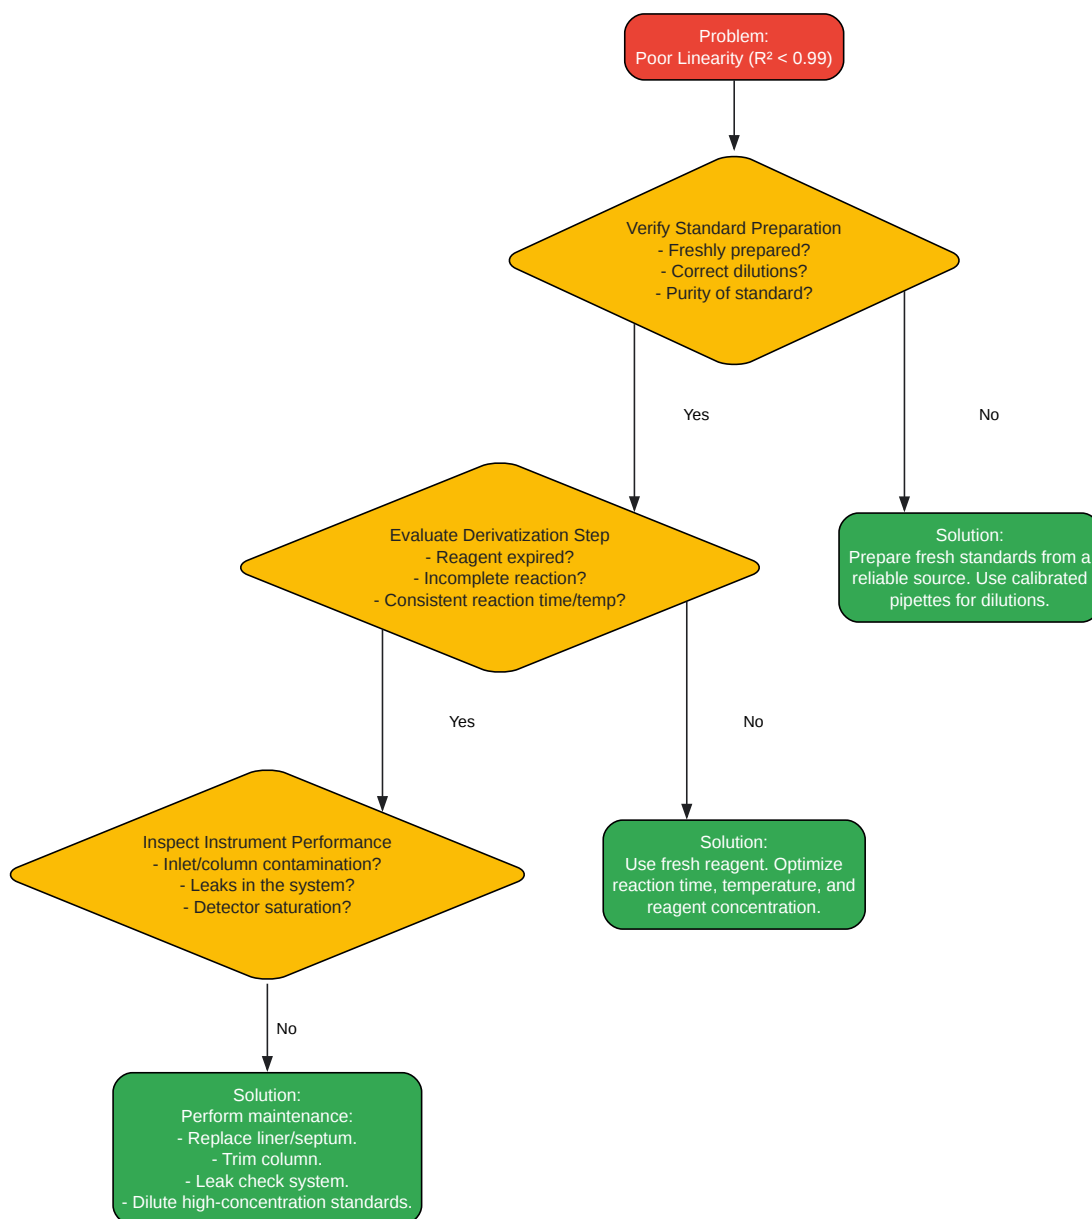 Problem:
Poor Linearity (R² < 0.99)
Verify Standard Preparation
- Freshly prepared?
- Correct dilutions?
- Purity of standard?
Yes
No
Evaluate Derivatization Step
- Reagent expired?
- Incomplete reaction?
- Consistent reaction time/temp?
Solution:
Prepare fresh standards from a
reliable source. Use calibrated
pipettes for dilutions.
Yes
No
Inspect Instrument Performance
- Inlet/column contamination?
- Leaks in the system?
- Detector saturation?
Solution:
Use fresh reagent. Optimize
reaction time, temperature, and
reagent concentration.
No
Solution:
Perform maintenance:
- Replace liner/septum.
- Trim column.
- Leak check system.
- Dilute high-concentration standards.